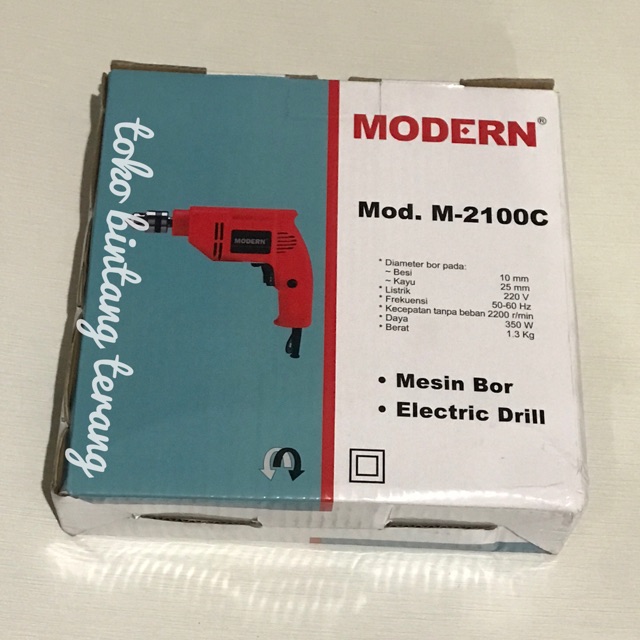 toko bintang terang
MODERN
MODERN®
Mod. M-2100C
* Diameter bor pada:
~ Besi 10 mm
~ Kayu 25 mm
* Listrik 220 V
* Frekuensi 50-60 Hz
* Kecepatan tanpa beban 2200 r/min
* Daya 350 W
* Berat 1.3 Kg
• Mesin Bor
• Electric Drill